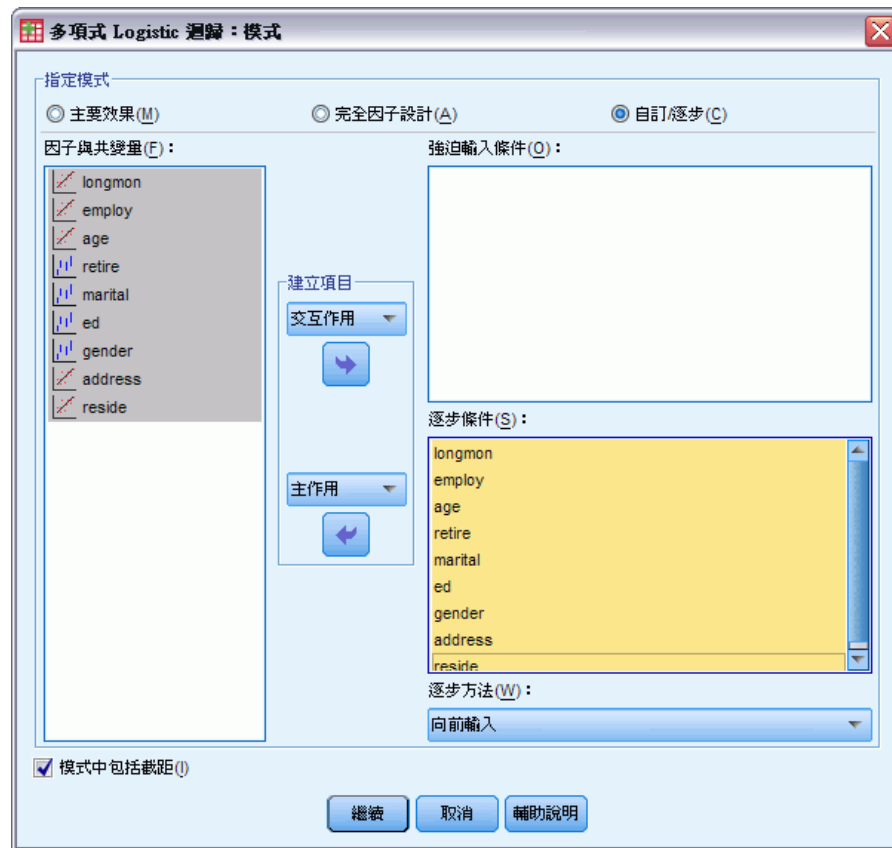 多項式 Logistic 迴歸：模式
指定模式
主要效果(M)
完全因子設計(A)
自訂/逐步(C)
因子與共變量(F)：
longmon
employ
age
retire
marital
ed
gender
address
reside
建立項目
交互作用
主作用
強迫輸入條件(O)：
逐步條件(S)：
longmon
employ
age
retire
marital
ed
gender
address
reside
逐步方法(W)：
向前輸入
模式中包括截距(I)
繼續
取消
輔助說明